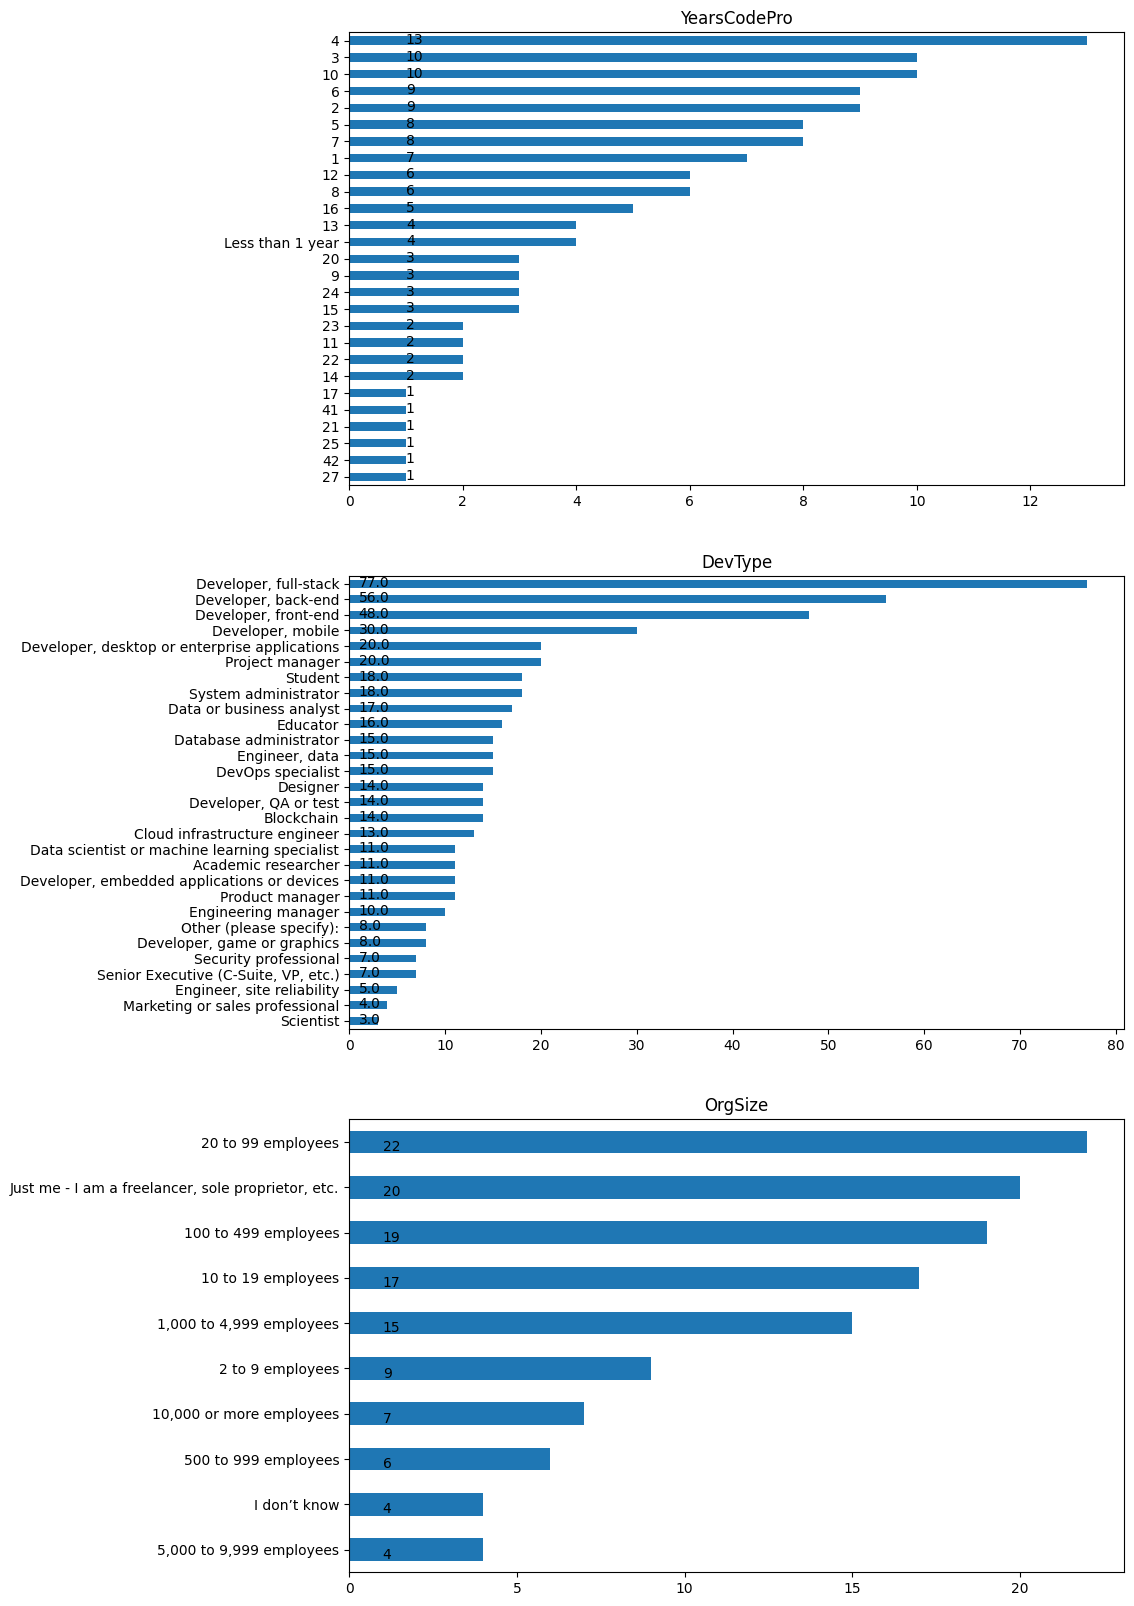 YearsCodePro
4 13
3 10
10 10
6 9
2 9
5 8
7 8
1 7
12 6
8 6
16 5
13 4
Less than 1 year 4
20 3
9 3
24 3
15 3
23 2
11 2
22 2
14 2
17 1
41 1
21 1
25 1
42 1
27 1
0 2 4 6 8 10 12
DevType
Developer, full-stack 77.0
Developer, back-end 56.0
Developer, front-end 48.0
Developer, mobile 30.0
Developer, desktop or enterprise applications 20.0
Project manager 20.0
Student 18.0
System administrator 18.0
Data or business analyst 17.0
Educator 16.0
Database administrator 15.0
Engineer, data 15.0
DevOps specialist 15.0
Designer 14.0
Developer, QA or test 14.0
Blockchain 14.0
Cloud infrastructure engineer 13.0
Data scientist or machine learning specialist 11.0
Academic researcher 11.0
Developer, embedded applications or devices 11.0
Product manager 11.0
Engineering manager 10.0
Other (please specify): 8.0
Developer, game or graphics 8.0
Security professional 7.0
Senior Executive (C-Suite, VP, etc.) 7.0
Engineer, site reliability 5.0
Marketing or sales professional 4.0
Scientist 3.0
0 10 20 30 40 50 60 70 80
OrgSize
20 to 99 employees 22
Just me - I am a freelancer, sole proprietor, etc. 20
100 to 499 employees 19
10 to 19 employees 17
1,000 to 4,999 employees 15
2 to 9 employees 9
10,000 or more employees 7
500 to 999 employees 6
I don’t know 4
5,000 to 9,999 employees 4
0 5 10 15 20